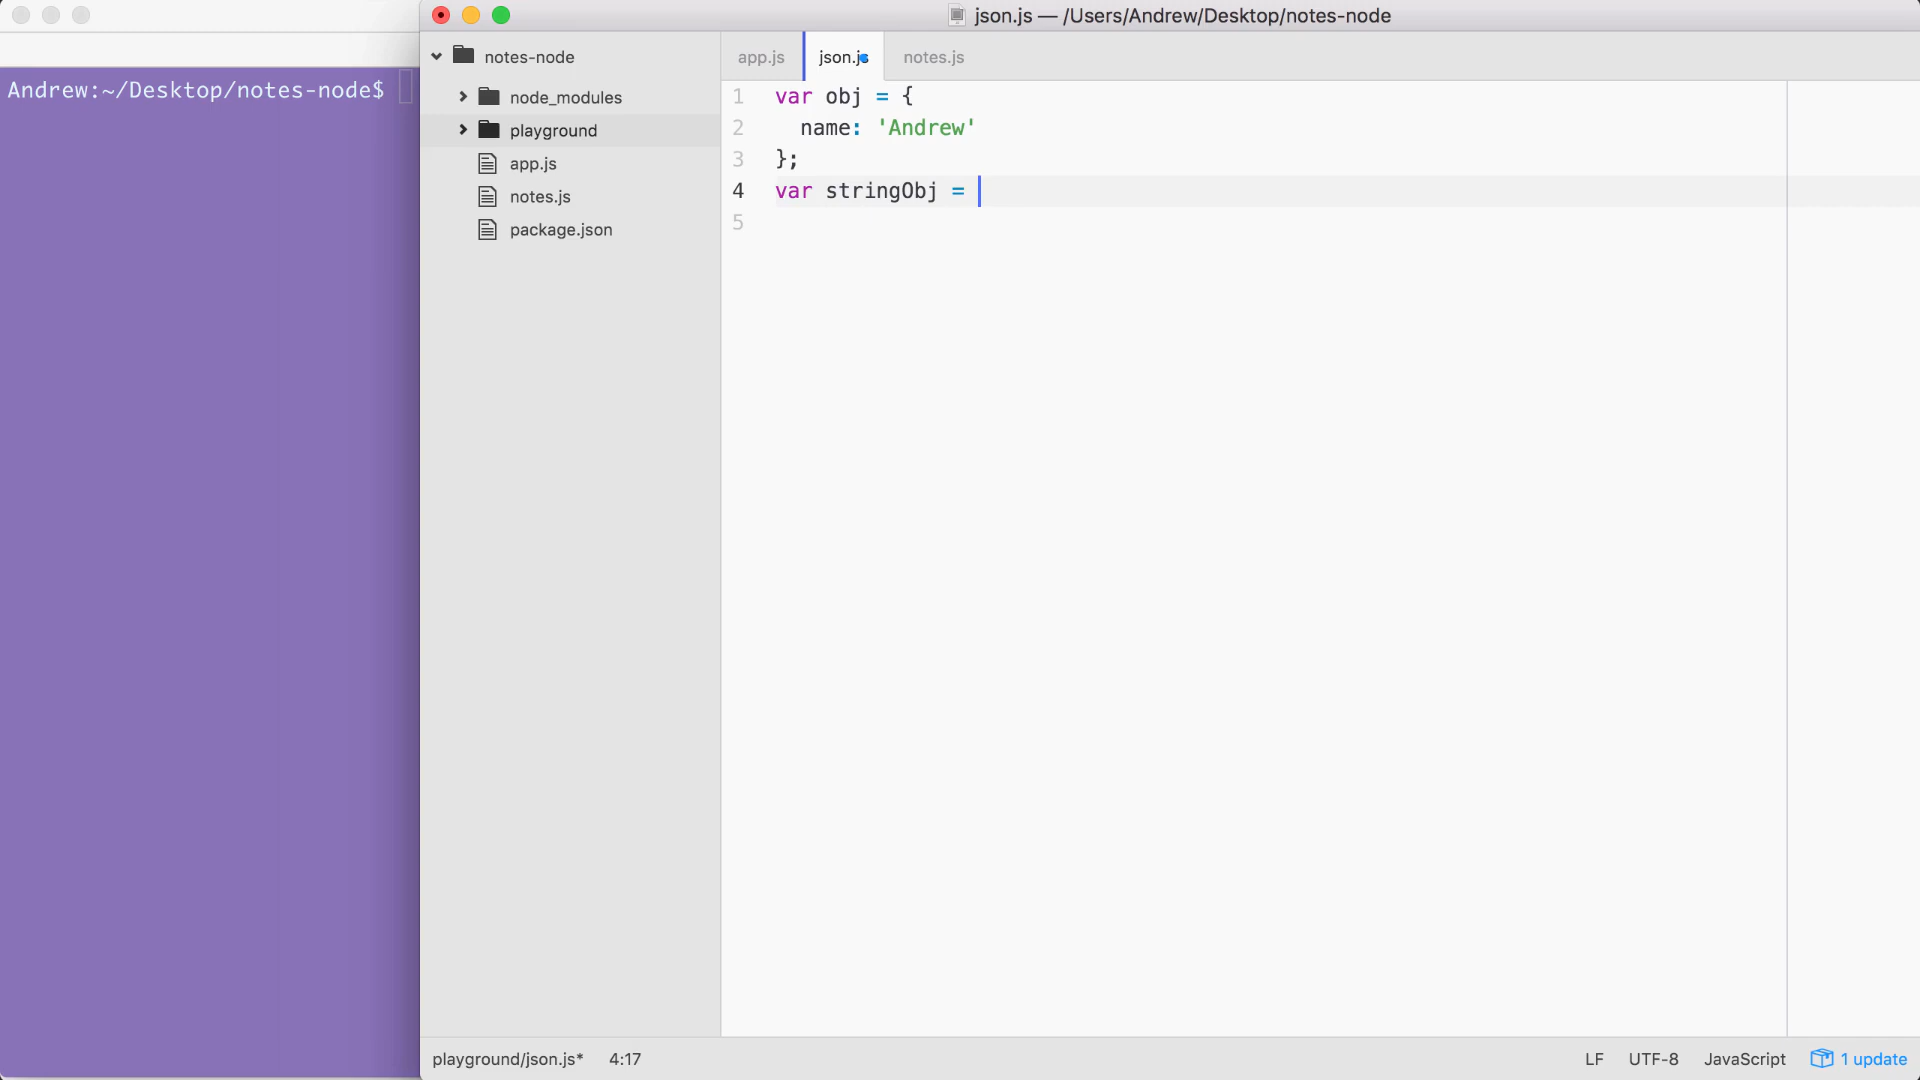 json.js — /Users/Andrew/Desktop/notes-node
Andrew:~/Desktop/notes-node$
notes-node
node_modules
playground
app.js
notes.js
package.json
app.js
json.js
notes.js
1 var obj = {
2 name: 'Andrew'
3 };
4 var stringObj =
5
playground/json.js*
4:17
LF
UTF-8
JavaScript
1 update